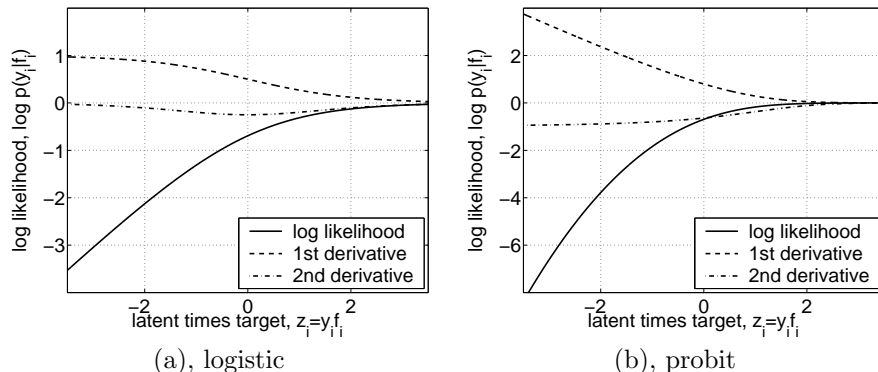 log likelihood, log p(y_i|f_i)
1
0
−1
−2
−3
−2
0
2
log likelihood
1st derivative
2nd derivative
latent times target, z_i=y_i f_i
(a), logistic
log likelihood, log p(y_i|f_i)
2
0
−2
−4
−6
−2
0
2
log likelihood
1st derivative
2nd derivative
latent times target, z_i=y_i f_i
(b), probit